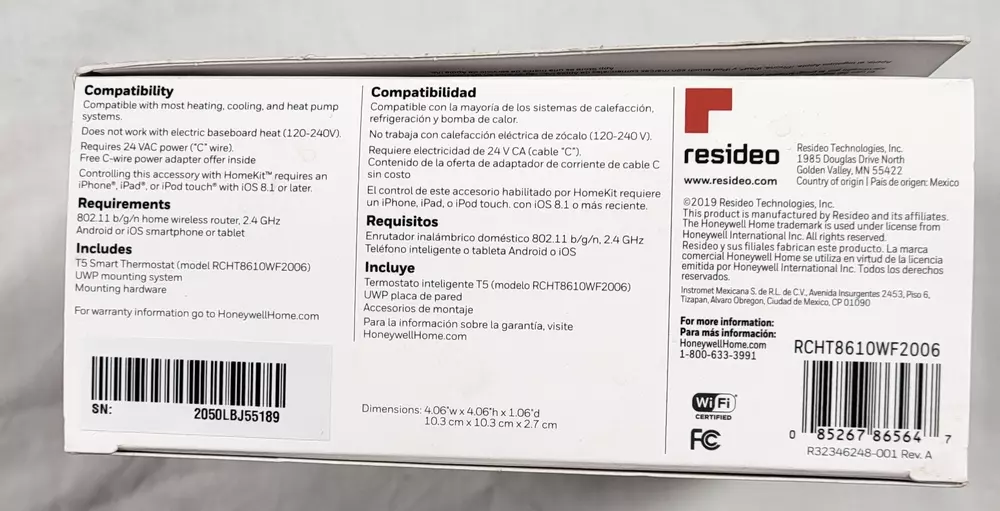 Compatibility
Compatible with most heating, cooling, and heat pump
systems.
Does not work with electric baseboard heat (120-240V).
Requires 24 VAC power ("C" wire).
Free C-wire power adapter offer inside
Controlling this accessory with HomeKit™ requires an
iPhone®, iPad®, or iPod touch® with iOS 8.1 or later.
Requirements
802.11 b/g/n home wireless router, 2.4 GHz
Android or iOS smartphone or tablet
Includes
T5 Smart Thermostat (model RCHT8610WF2006)
UWP mounting system
Mounting hardware
For warranty information go to HoneywellHome.com
SN: 2050LBJ55189
Compatibilidad
Compatible con la mayoría de los sistemas de calefacción,
refrigeración y bomba de calor.
No trabaja con calefacción eléctrica de zócalo (120-240 V).
Requiere electricidad de 24 V CA (cable "C").
Contenido de la oferta de adaptador de corriente de cable C
sin costo
El control de este accesorio habilitado por HomeKit requiere
un iPhone, iPad, o iPod touch. con iOS 8.1 o más reciente.
Requisitos
Enrutador inalámbrico doméstico 802.11 b/g/n, 2.4 GHz
Teléfono inteligente o tableta Android o iOS
Incluye
Termostato inteligente T5 (modelo RCHT8610WF2006)
UWP placa de pared
Accesorios de montaje
Para la información sobre la garantía, visite
HoneywellHome.com
Dimensions: 4.06"w x 4.06"h x 1.06"d
10.3 cm x 10.3 cm x 2.7 cm
resideo
www.resideo.com
Resideo Technologies, Inc.
1985 Douglas Drive North
Golden Valley, MN 55422
Country of origin | País de origen: Mexico
©2019 Resideo Technologies, Inc.
This product is manufactured by Resideo and its affiliates.
The Honeywell Home trademark is used under license from
Honeywell International Inc. All rights reserved.
Resideo y sus filiales fabrican este producto. La marca
comercial Honeywell Home se utiliza en virtud de la licencia
emitida por Honeywell International Inc. Todos los derechos
reservados.
Instromet Mexicana S. de R.L. de C.V., Avenida Insurgentes 2453, Piso 6,
Tizapan, Alvaro Obregon, Ciudad de Mexico, CP 01090
For more information:
Para más información:
HoneywellHome.com
1-800-633-3991
Wi Fi
CERTIFIED
FC
RCHT8610WF2006
0 85267 86564 7
R32346248-001 Rev. A